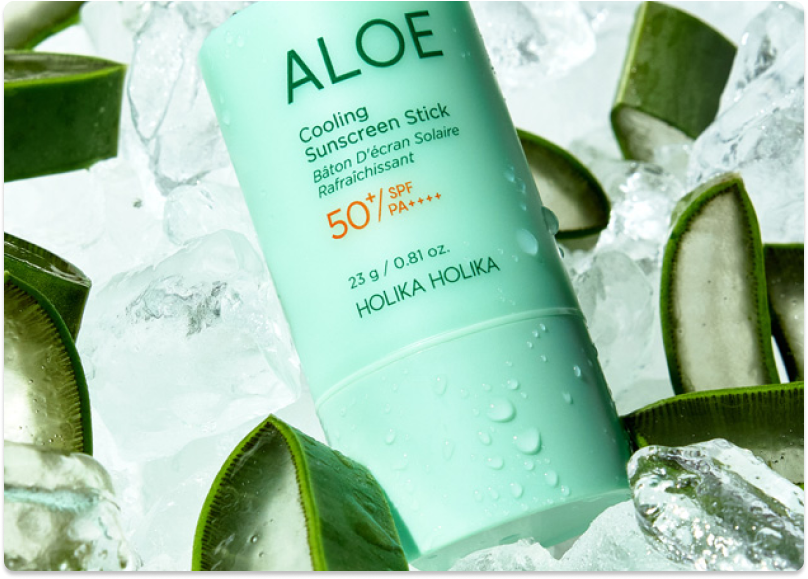 ALOE
Cooling
Sunscreen Stick
Bâton D'écran Solaire
Rafraîchissant
50+/ SPF
PA++++
23 g / 0.81 oz.
HOLIKA HOLIKA